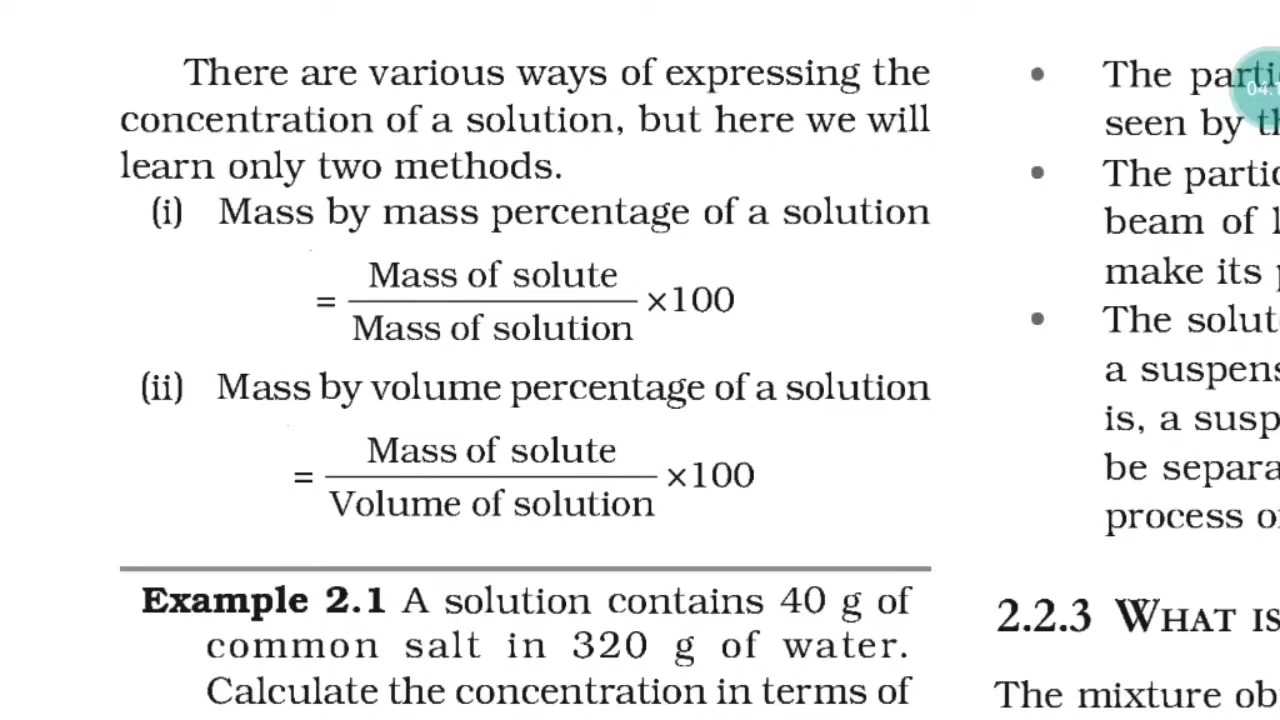 There are various ways of expressing the
concentration of a solution, but here we will
learn only two methods.
(i) Mass by mass percentage of a solution
= Mass of solute
Mass of solution ×100
(ii) Mass by volume percentage of a solution
= Mass of solute
Volume of solution ×100
Example 2.1 A solution contains 40 g of
common salt in 320 g of water.
Calculate the concentration in terms of
• The
seen by
• The
beam of
make its
• The
a
is, a
be
process
2.2.3 WHAT IS
The mixture